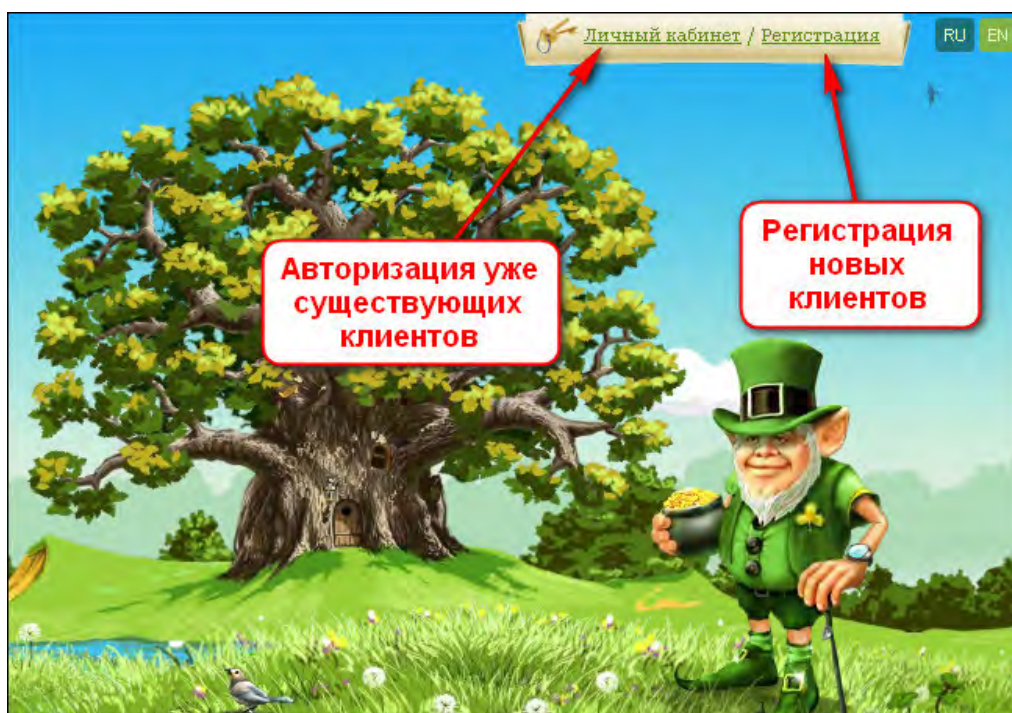 Личный кабинет / Регистрация
RU EN
Регистрация
новых
клиентов
Авторизация уже
существующих
клиентов